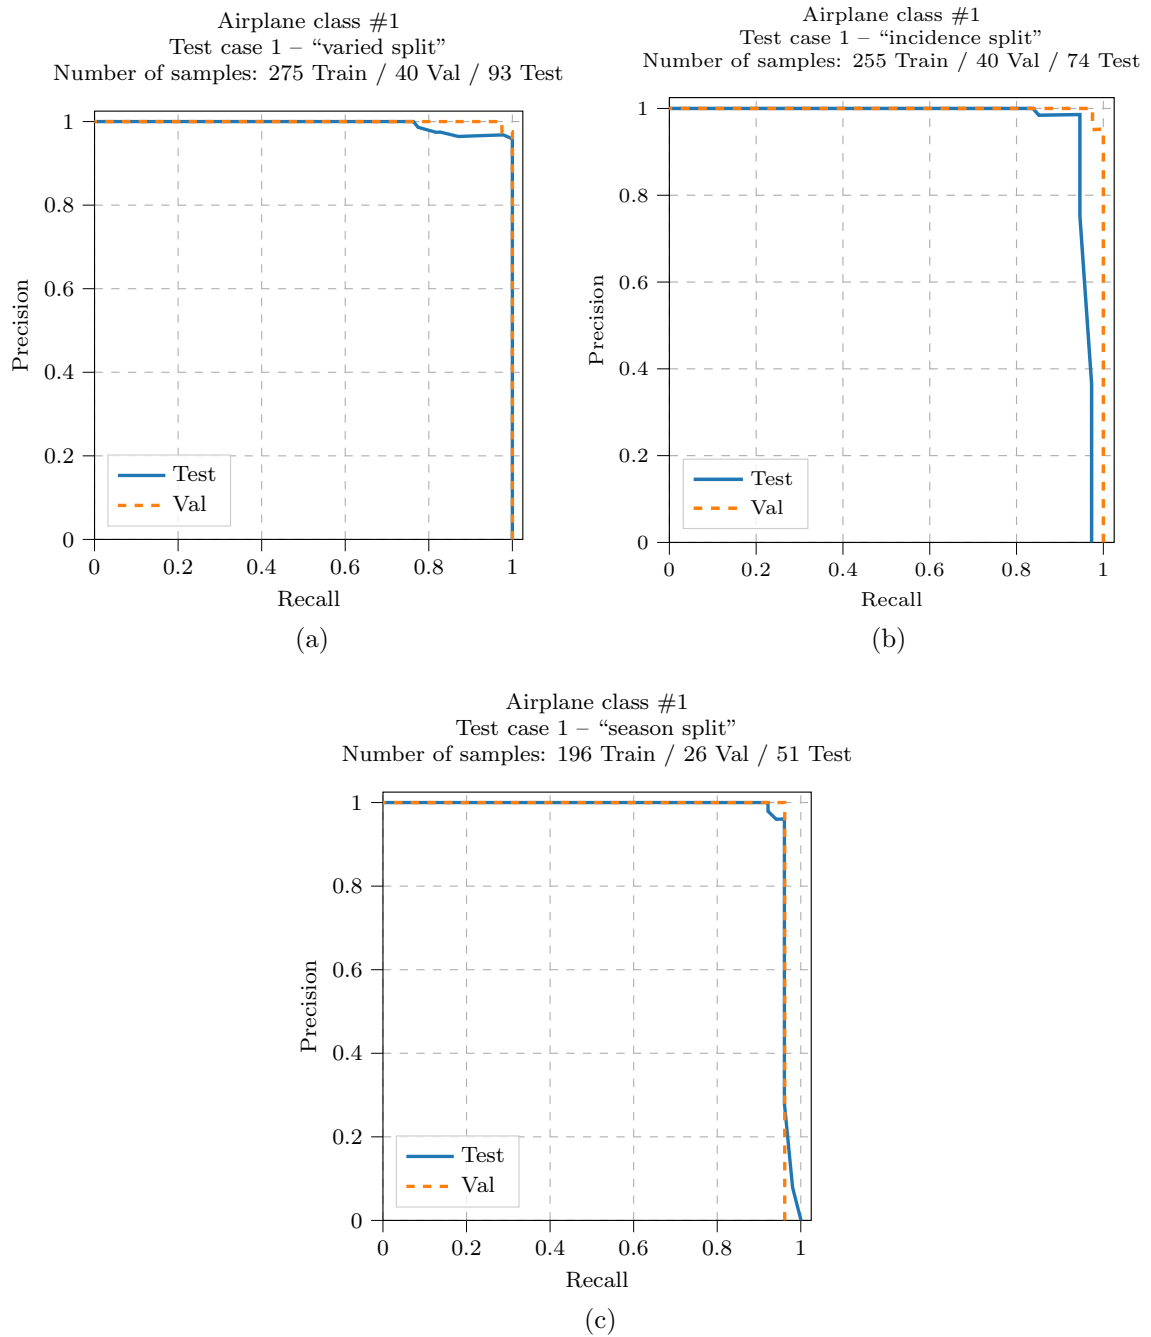 Airplane class #1
Test case 1 – “varied split”
Number of samples: 275 Train / 40 Val / 93 Test
1
0.8
0.6
0.4
0.2
0
Precision
Test
Val
0 0.2 0.4 0.6 0.8 1
Recall
(a)
Airplane class #1
Test case 1 – “incidence split”
Number of samples: 255 Train / 40 Val / 74 Test
1
0.8
0.6
0.4
0.2
0
Precision
Test
Val
0 0.2 0.4 0.6 0.8 1
Recall
(b)
Airplane class #1
Test case 1 – “season split”
Number of samples: 196 Train / 26 Val / 51 Test
1
0.8
0.6
0.4
0.2
0
Precision
Test
Val
0 0.2 0.4 0.6 0.8 1
Recall
(c)